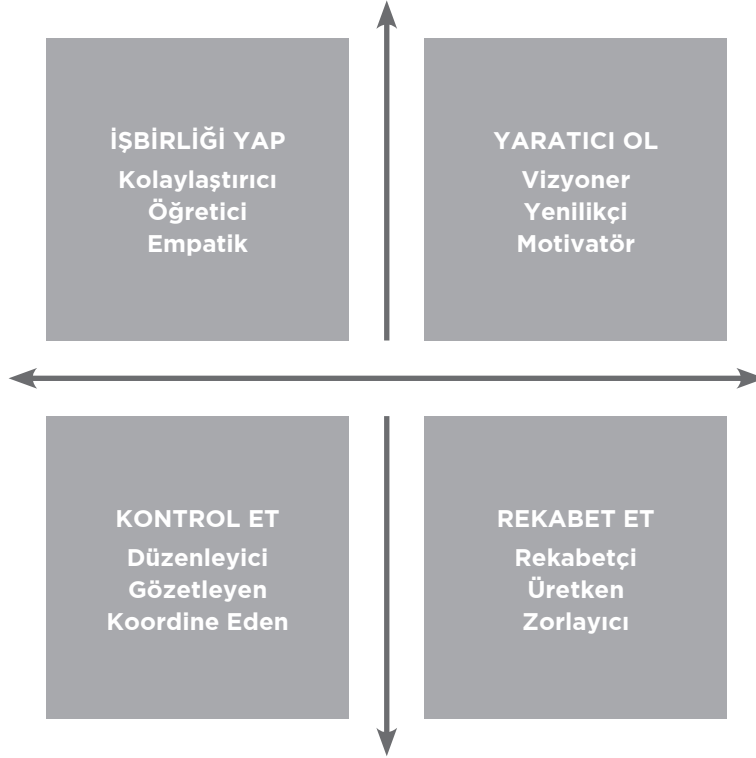 İŞBİRLİĞİ YAP
Kolaylaştırıcı
Öğretici
Empatik
YARATICI OL
Vizyoner
Yenilikçi
Motivatör
KONTROL ET
Düzenleyici
Gözetleyen
Koordine Eden
REKABET ET
Rekabetçi
Üretken
Zorlayıcı